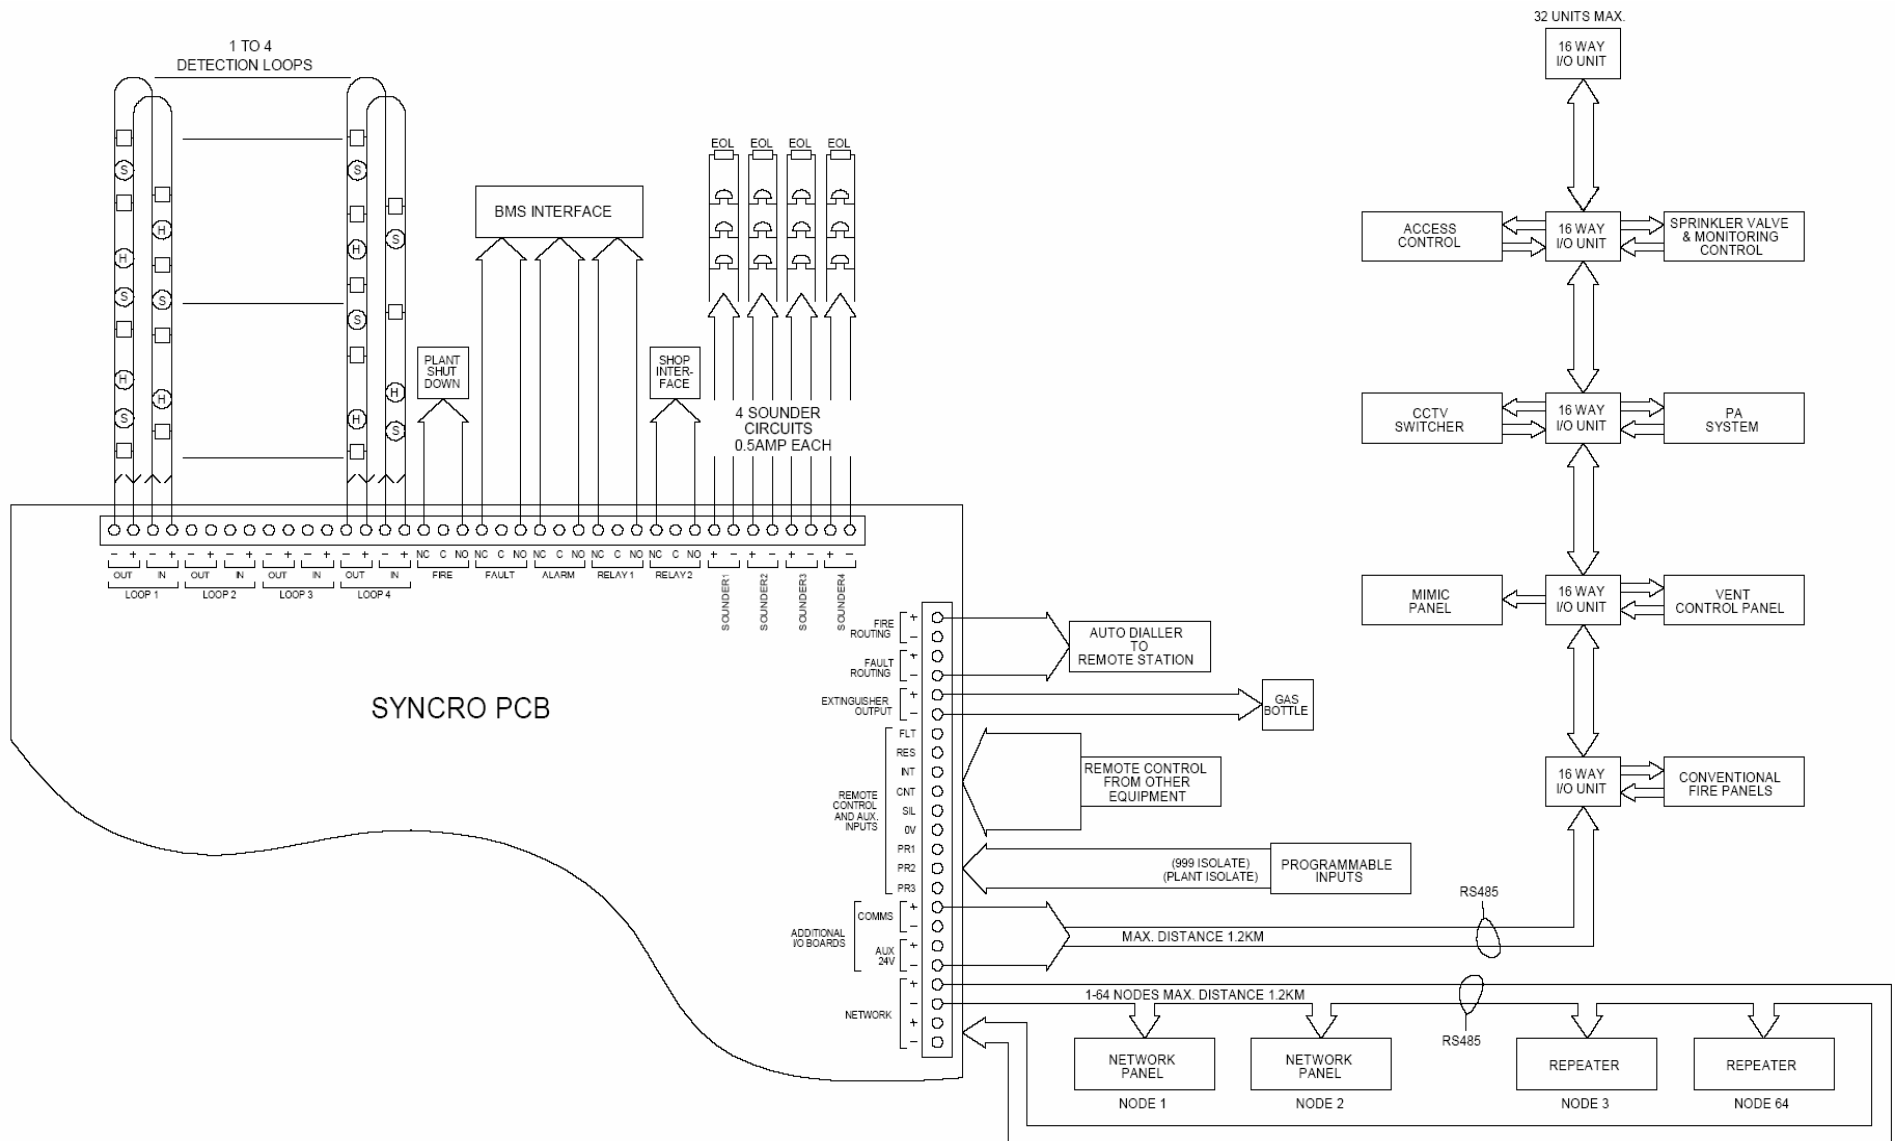 32 UNITS MAX.
16 WAY
I/O UNIT
1 TO 4
DETECTION LOOPS
EOL EOL EOL EOL
S S
H S H S
H S S H
H H S H
S H S
BMS INTERFACE
PLANT
SHUT
DOWN
SHOP
INTER-
FACE
4 SOUNDER
CIRCUITS
0.5AMP EACH
ACCESS
CONTROL
16 WAY
I/O UNIT
SPRINKLER VALVE
& MONITORING
CONTROL
CCTV
SWITCHER
16 WAY
I/O UNIT
PA
SYSTEM
MIMIC
PANEL
16 WAY
I/O UNIT
VENT
CONTROL PANEL
16 WAY
I/O UNIT
CONVENTIONAL
FIRE PANELS
− + − + − + − + − + − + − + − + NC C NO NC C NO NC C NO NC C NO NC C NO + − + − + − + −
OUT IN OUT IN OUT IN OUT IN FIRE FAULT ALARM RELAY 1 RELAY 2
LOOP 1 LOOP 2 LOOP 3 LOOP 4
SOUNDER1
SOUNDER2
SOUNDER3
SOUNDER4
SYNCRO PCB
FIRE
ROUTING
+
−
FAULT
ROUTING
+
−
AUTO DIALLER
TO
REMOTE STATION
EXTINGUISHER
OUTPUT
+
−
GAS
BOTTLE
REMOTE
CONTROL
AND AUX.
INPUTS
FLT
RES
INT
CNT
SIL
0V
PR1
PR2
PR3
REMOTE CONTROL
FROM OTHER
EQUIPMENT
(999 ISOLATE)
(PLANT ISOLATE)
PROGRAMMABLE
INPUTS
ADDITIONAL
I/O BOARDS
COMMS
+
−
AUX
24V
+
−
MAX. DISTANCE 1.2KM
RS485
NETWORK
+
−
+
−
1-64 NODES MAX. DISTANCE 1.2KM
RS485
NETWORK
PANEL
NODE 1
NETWORK
PANEL
NODE 2
REPEATER
NODE 3
REPEATER
NODE 64